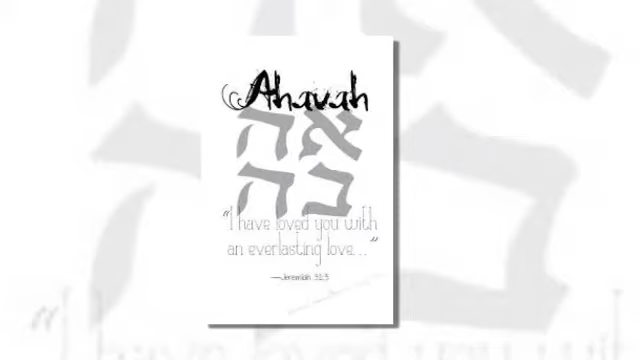 Ahavah
אה
בה
"I have loved you with
an everlasting love..."
—Jeremiah 31:3